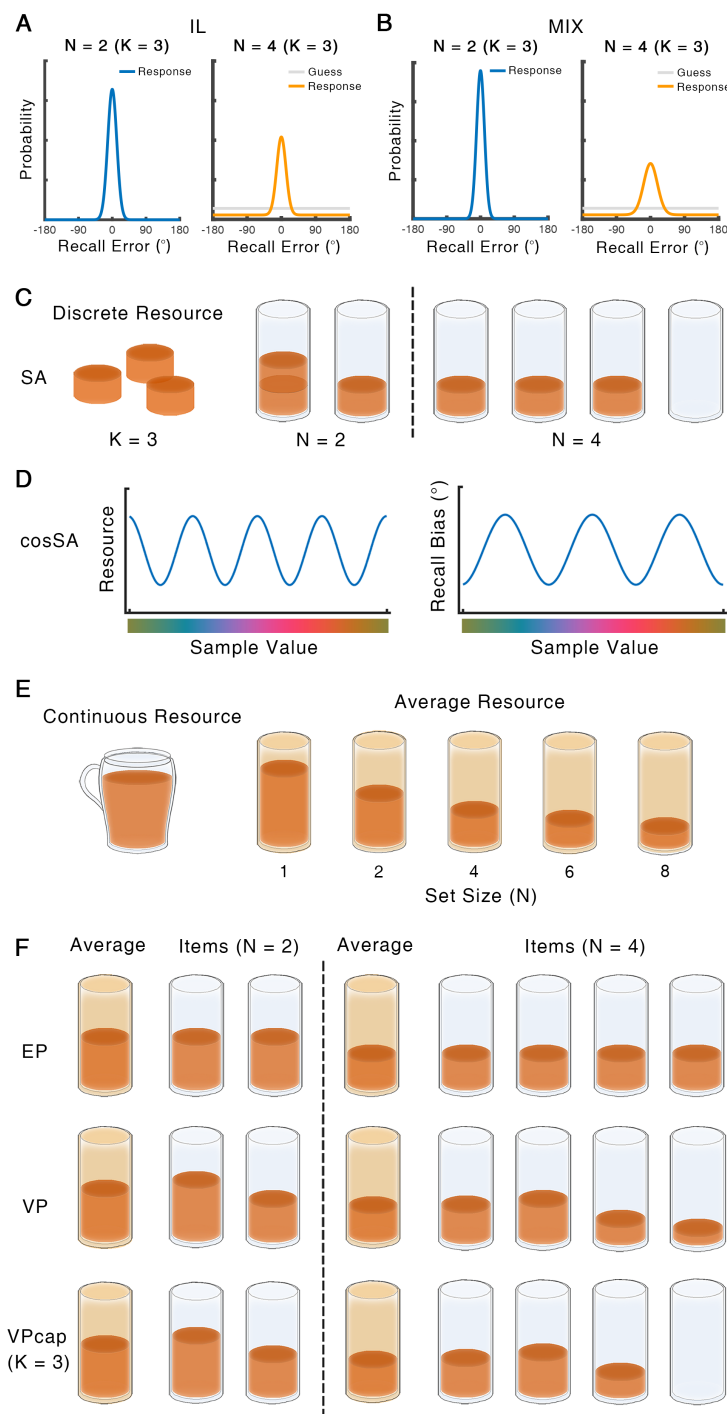 A
IL
N = 2 (K = 3)
N = 4 (K = 3)
Response
Guess
Response
Probability
-180 -90 0 90 180
-180 -90 0 90 180
Recall Error (°)
Recall Error (°)
B
MIX
N = 2 (K = 3)
N = 4 (K = 3)
Response
Guess
Response
Probability
-180 -90 0 90 180
-180 -90 0 90 180
Recall Error (°)
Recall Error (°)
C
Discrete Resource
SA
K = 3
N = 2
N = 4
D
cosSA
Resource
Sample Value
Recall Bias (°)
Sample Value
E
Continuous Resource
Average Resource
1 2 4 6 8
Set Size (N)
F
Average Items (N = 2) Average Items (N = 4)
EP
VP
VPcap
(K = 3)